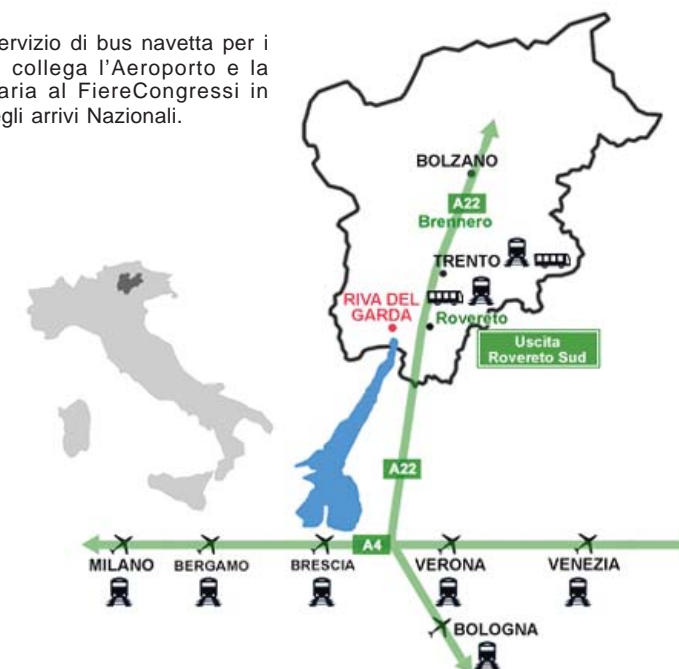 ervizio di bus navetta per i
collega l'Aeroporto e la
aria al FiereCongressi in
egli arrivi Nazionali.
BOLZANO
A22
Brennero
TRENTO
RIVA DEL
GARDA
Rovereto
Uscita
Rovereto Sud
A22
A4
MILANO
BERGAMO
BRESCIA
VERONA
VENEZIA
BOLOGNA